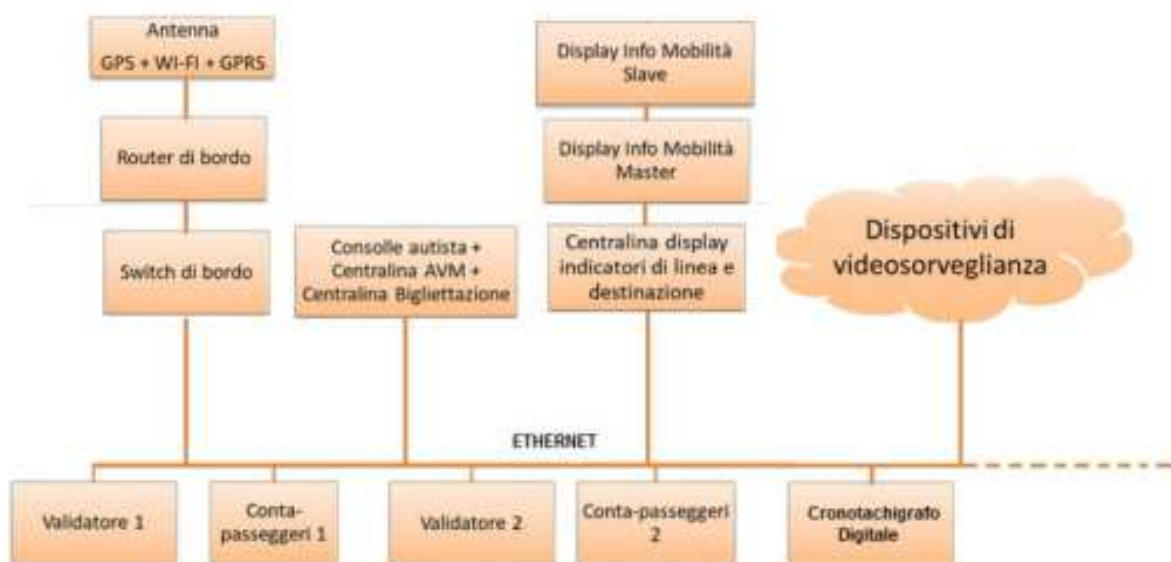 Antenna
GPS + WI-FI + GPRS
Router di bordo
Switch di bordo
Consolle autista +
Centralina AVM +
Centralina Bigliettazione
Display Info Mobilità
Slave
Display Info Mobilità
Master
Centralina display
indicatori di linea e
destinazione
Dispositivi di
videosorveglianza
ETHERNET
Validatore 1
Conta-
passeggeri 1
Validatore 2
Conta-passeggeri
2
Cronotachigrafo
Digitale